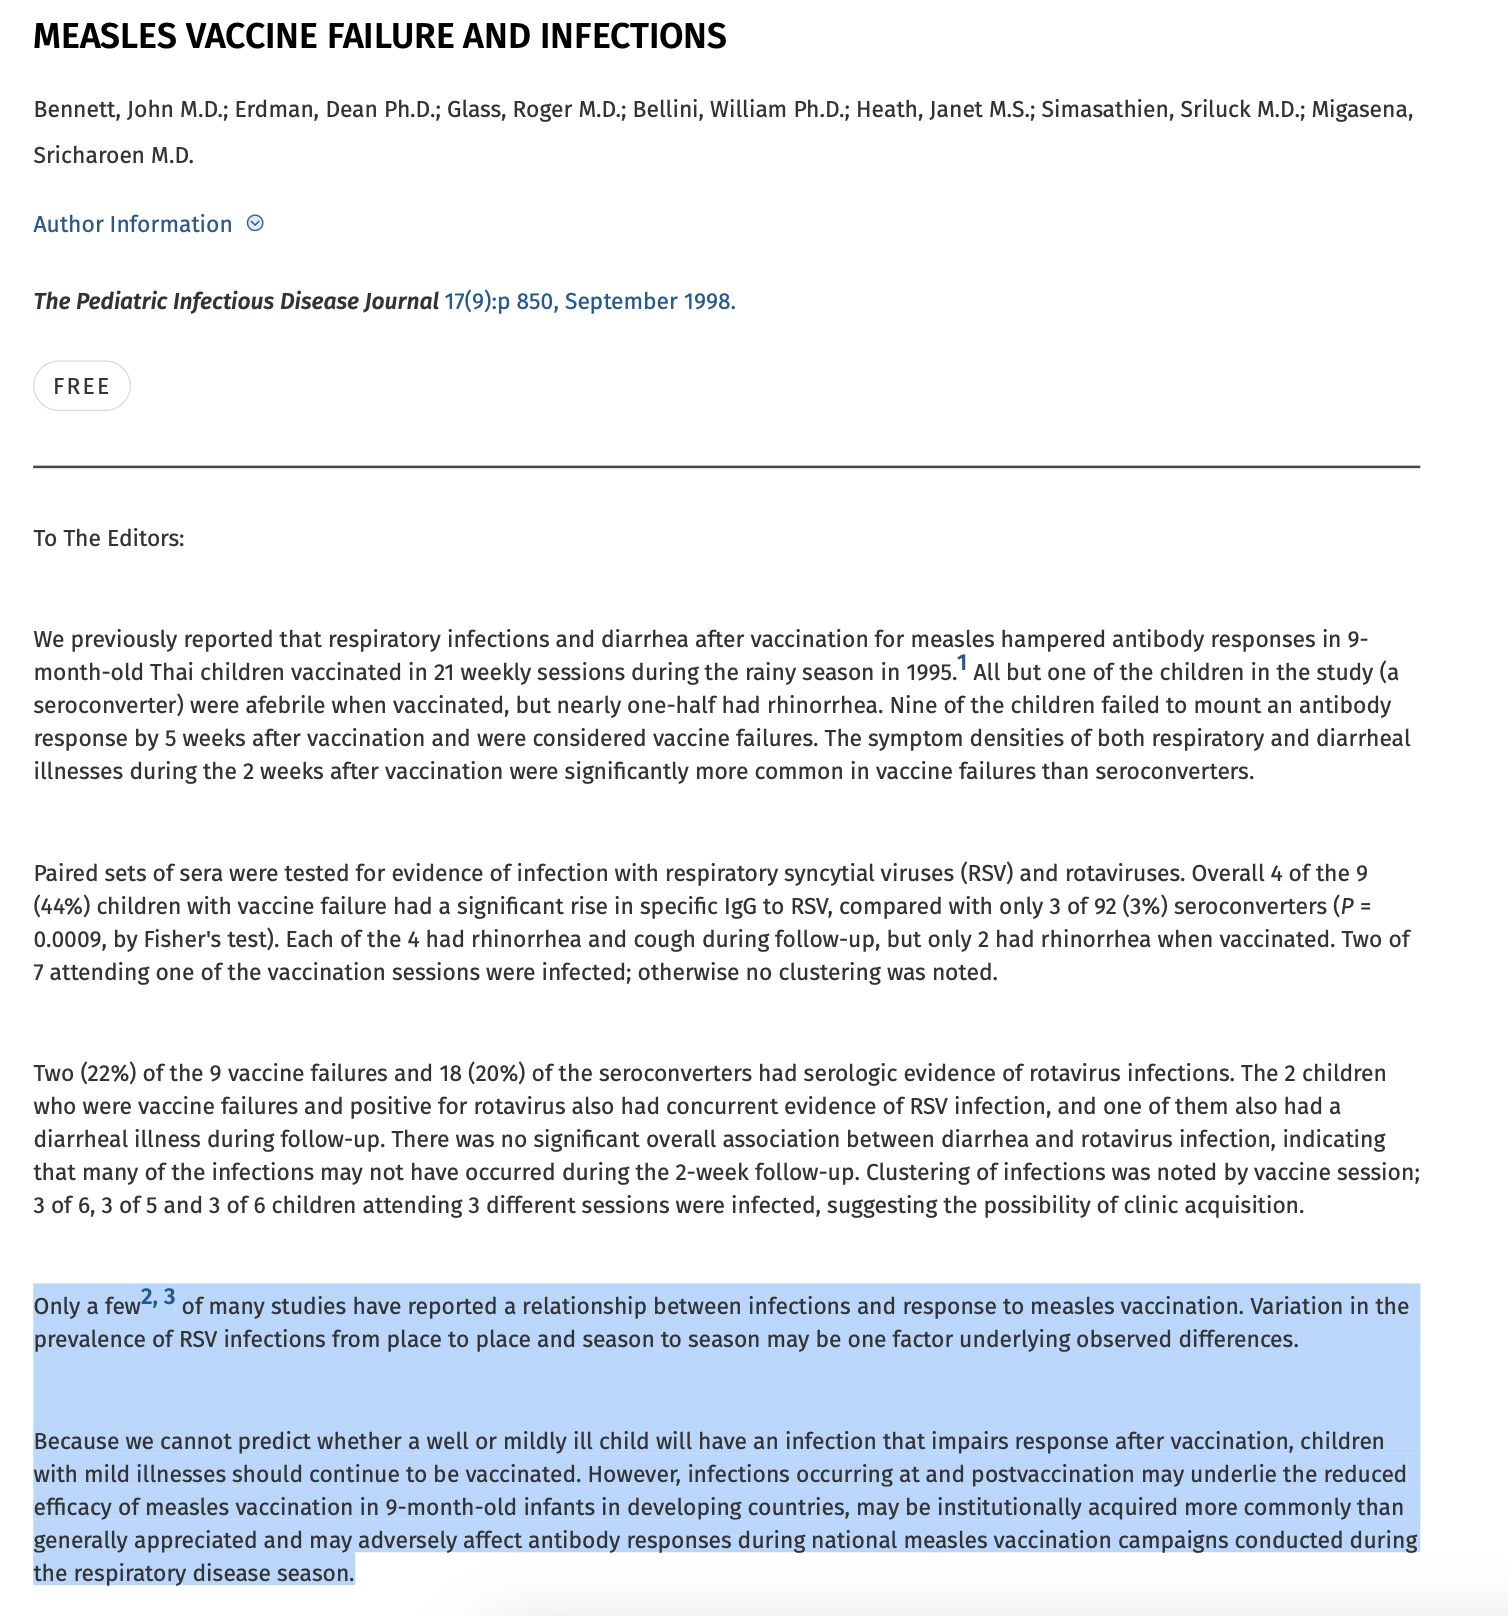 MEASLES VACCINE FAILURE AND INFECTIONS
Bennett, John M.D.; Erdman, Dean Ph.D.; Glass, Roger M.D.; Bellini, William Ph.D.; Heath, Janet M.S.; Simasathien, Sriluck M.D.; Migasena,
Sricharoen M.D.
Author Information
The Pediatric Infectious Disease Journal 17(9):p 850, September 1998.
FREE
To The Editors:
We previously reported that respiratory infections and diarrhea after vaccination for measles hampered antibody responses in 9-
month-old Thai children vaccinated in 21 weekly sessions during the rainy season in 1995.1 All but one of the children in the study (a
seroconverter) were afebrile when vaccinated, but nearly one-half had rhinorrhea. Nine of the children failed to mount an antibody
response by 5 weeks after vaccination and were considered vaccine failures. The symptom densities of both respiratory and diarrheal
illnesses during the 2 weeks after vaccination were significantly more common in vaccine failures than seroconverters.
Paired sets of sera were tested for evidence of infection with respiratory syncytial viruses (RSV) and rotaviruses. Overall 4 of the 9
(44%) children with vaccine failure had a significant rise in specific IgG to RSV, compared with only 3 of 92 (3%) seroconverters (P =
0.0009, by Fisher's test). Each of the 4 had rhinorrhea and cough during follow-up, but only 2 had rhinorrhea when vaccinated. Two of
7 attending one of the vaccination sessions were infected; otherwise no clustering was noted.
Two (22%) of the 9 vaccine failures and 18 (20%) of the seroconverters had serologic evidence of rotavirus infections. The 2 children
who were vaccine failures and positive for rotavirus also had concurrent evidence of RSV infection, and one of them also had a
diarrheal illness during follow-up. There was no significant overall association between diarrhea and rotavirus infection, indicating
that many of the infections may not have occurred during the 2-week follow-up. Clustering of infections was noted by vaccine session;
3 of 6, 3 of 5 and 3 of 6 children attending 3 different sessions were infected, suggesting the possibility of clinic acquisition.
Only a few2, 3 of many studies have reported a relationship between infections and response to measles vaccination. Variation in the
prevalence of RSV infections from place to place and season to season may be one factor underlying observed differences.
Because we cannot predict whether a well or mildly ill child will have an infection that impairs response after vaccination, children
with mild illnesses should continue to be vaccinated. However, infections occurring at and postvaccination may underlie the reduced
efficacy of measles vaccination in 9-month-old infants in developing countries, may be institutionally acquired more commonly than
generally appreciated and may adversely affect antibody responses during national measles vaccination campaigns conducted during
the respiratory disease season.